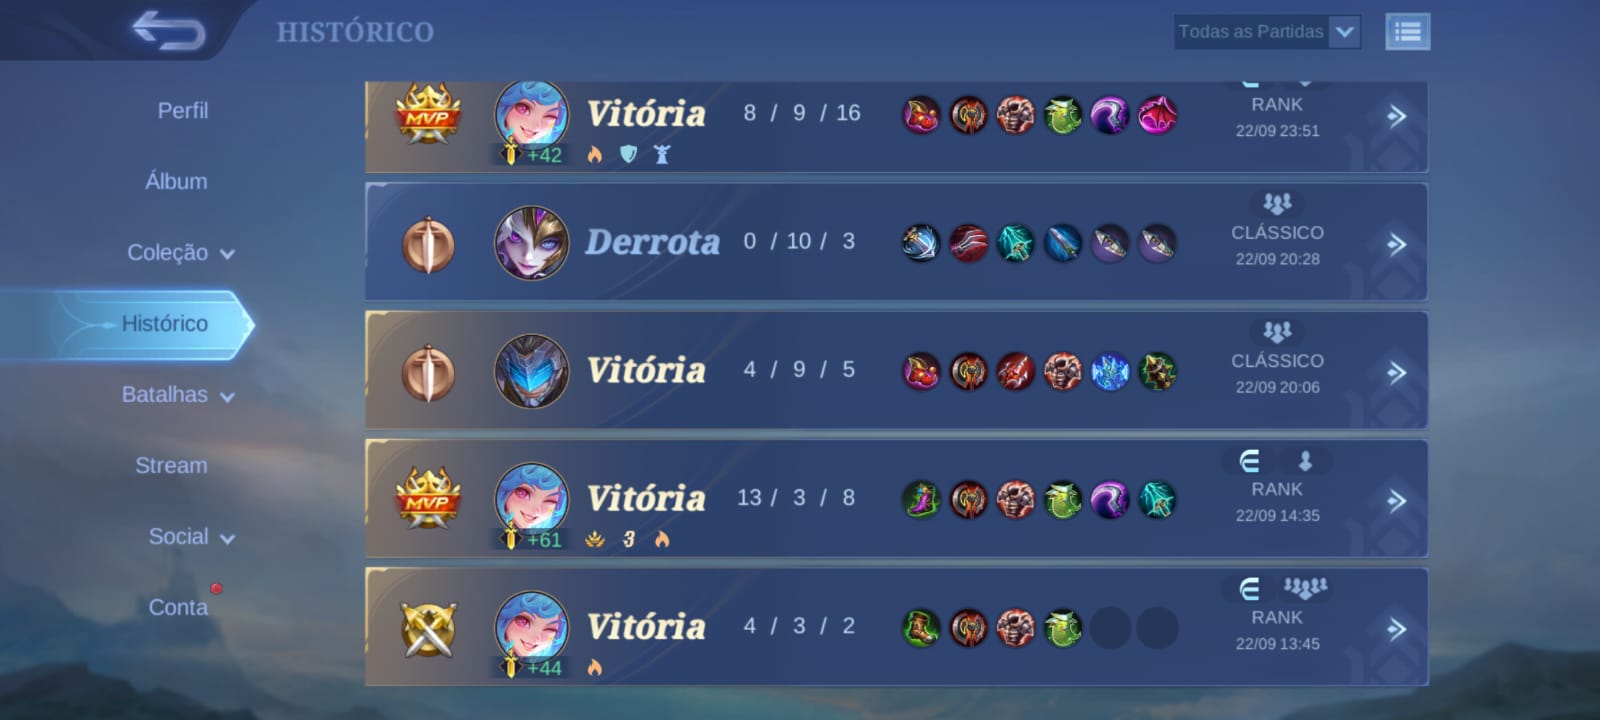 HISTÓRICO
Todas as Partidas
Perfil
Álbum
Coleção
Histórico
Batalhas
Stream
Social
Conta
MVP
Vitória
8 / 9 / 16
RANK
22/09 23:51
+42
Derrota
0 / 10 / 3
CLÁSSICO
22/09 20:28
Vitória
4 / 9 / 5
CLÁSSICO
22/09 20:06
MVP
Vitória
13 / 3 / 8
RANK
22/09 14:35
+61
3
Vitória
4 / 3 / 2
RANK
22/09 13:45
+44